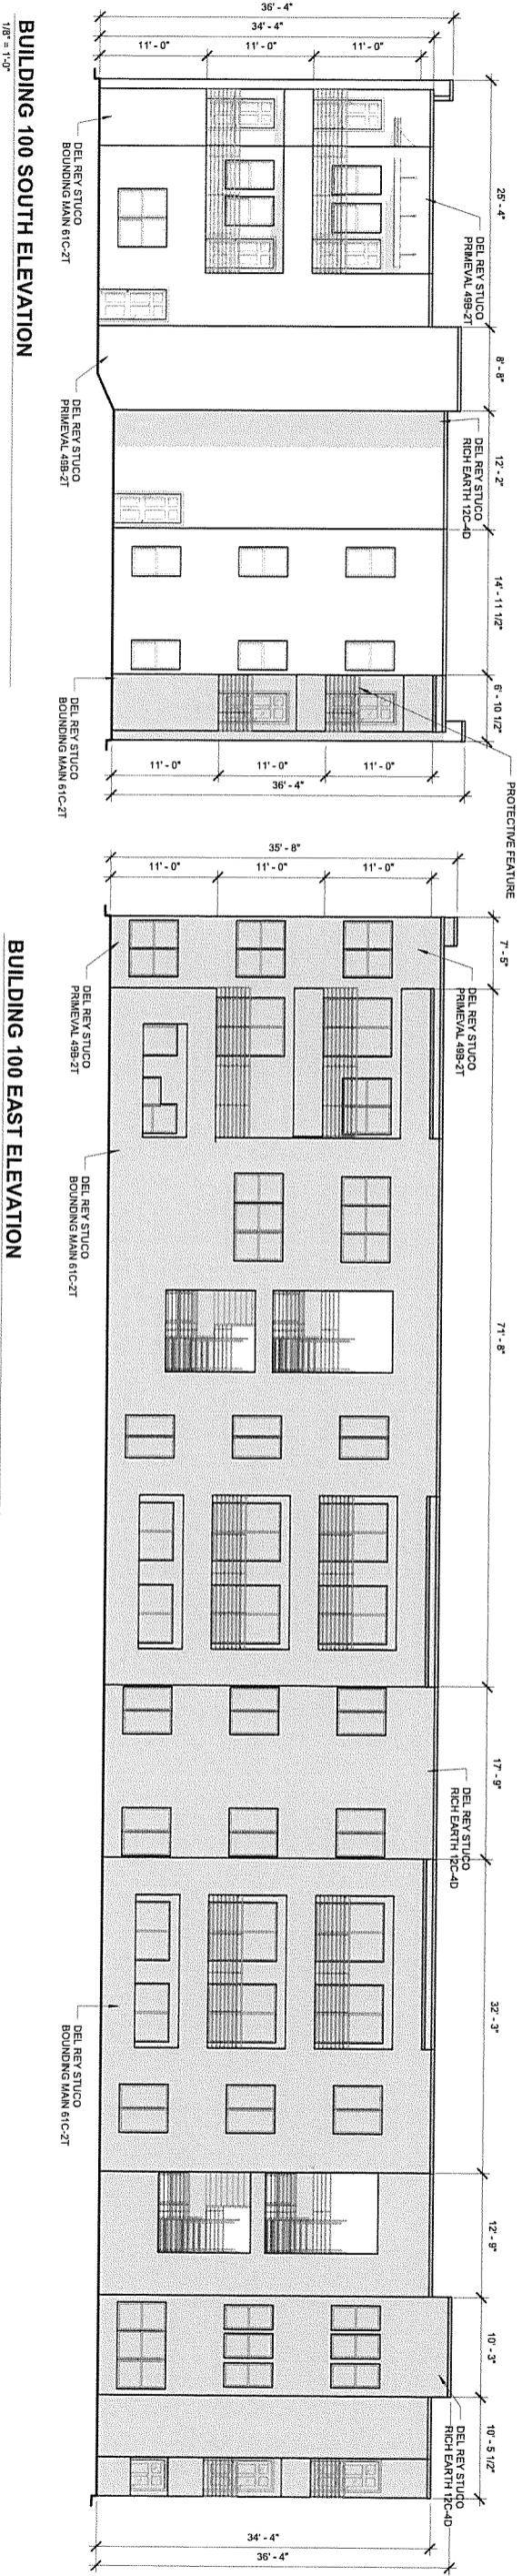 36' - 4"
34' - 4"
11' - 0"
11' - 0"
11' - 0"
25' - 4"
8' - 8"
12' - 2"
14' - 11 1/2"
6' - 10 1/2"
DEL REY STUCO
PRIMEVAL 49B-2T
DEL REY STUCO
RICH EARTH 12C-4D
PROTECTIVE FEATURE
DEL REY STUCO
BOUNDING MAIN 61C-2T
DEL REY STUCO
PRIMEVAL 49B-2T
DEL REY STUCO
BOUNDING MAIN 61C-2T
11' - 0"
11' - 0"
11' - 0"
36' - 4"
BUILDING 100 SOUTH ELEVATION
1/8" = 1'-0"
35' - 8"
11' - 0"
11' - 0"
11' - 0"
7' - 5"
71' - 8"
17' - 9"
32' - 3"
12' - 9"
10' - 3"
10' - 5 1/2"
DEL REY STUCO
PRIMEVAL 49B-2T
DEL REY STUCO
RICH EARTH 12C-4D
DEL REY STUCO
RICH EARTH 12C-4D
DEL REY STUCO
PRIMEVAL 49B-2T
DEL REY STUCO
BOUNDING MAIN 61C-2T
DEL REY STUCO
BOUNDING MAIN 61C-2T
34' - 4"
36' - 4"
BUILDING 100 EAST ELEVATION